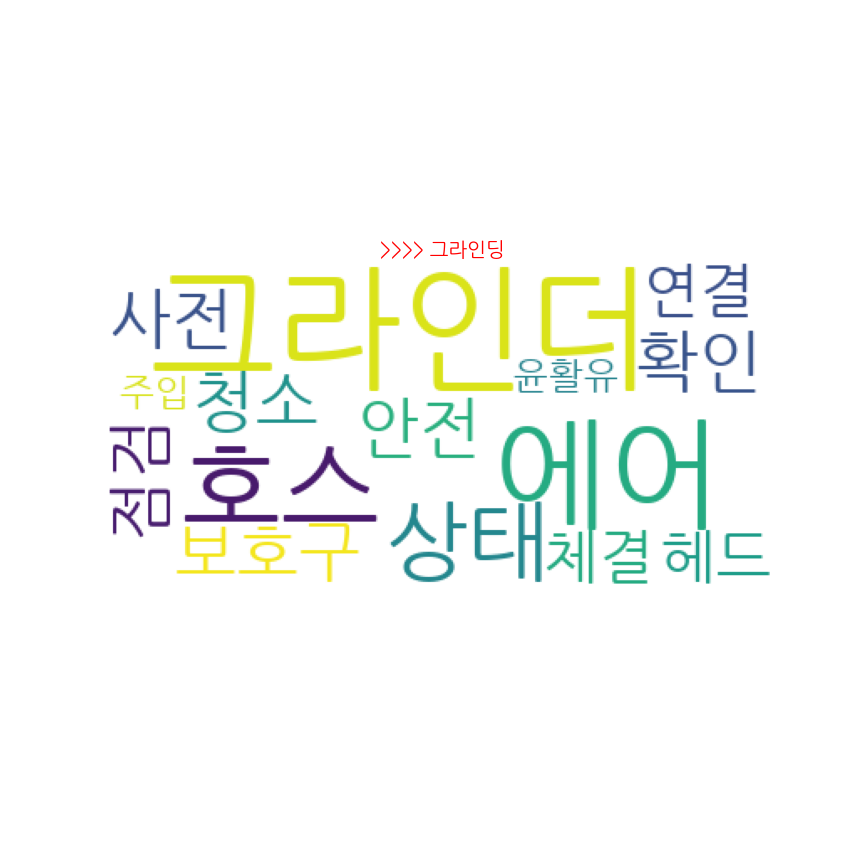 >>>> 그라인딩
그라인더
사전
연결
확인
윤활유
주입
청소
안전
점검
호스
에어
보호구
상태
체결
헤드